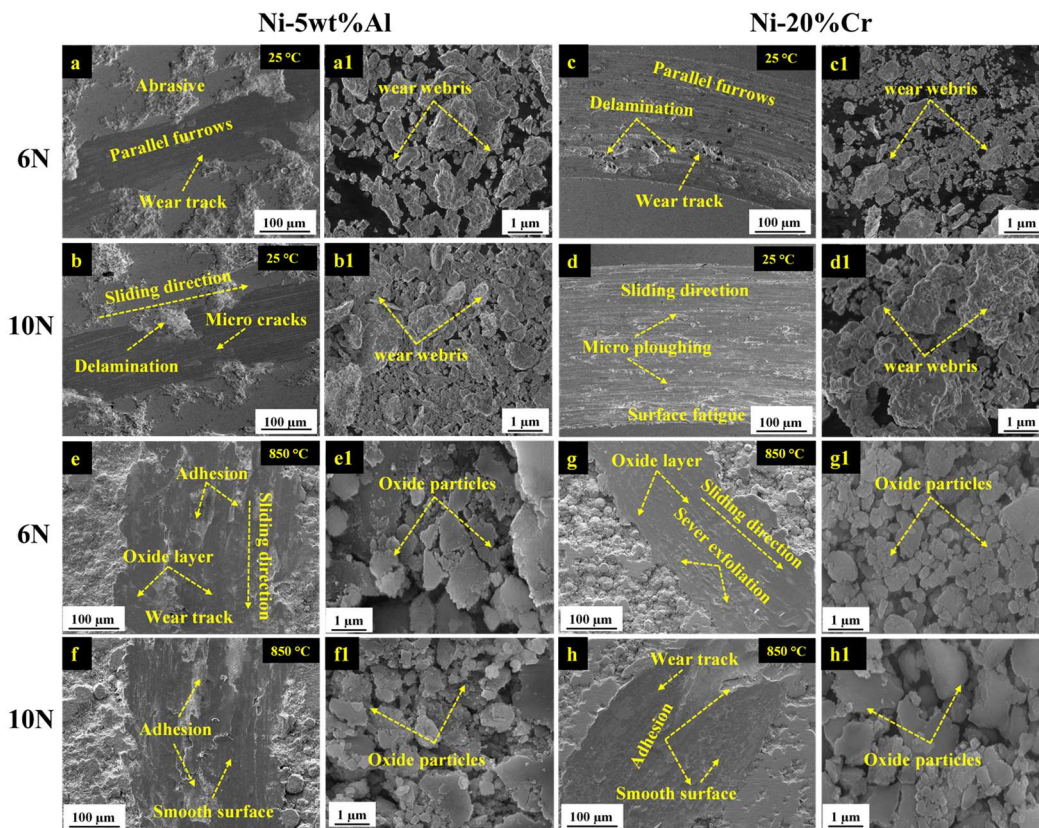 Ni-5wt%Al
Ni-20%Cr
6N
a
25 °C
Abrasive
Parallel furrows
Wear track
100 µm
a1
wear webris
1 µm
c
25 °C
Parallel furrows
Delamination
Wear track
100 µm
c1
wear webris
1 µm
10N
b
25 °C
Sliding direction
Micro cracks
Delamination
100 µm
b1
wear webris
1 µm
d
25 °C
Sliding direction
Micro ploughing
Surface fatigue
100 µm
d1
wear webris
1 µm
6N
e
850 °C
Adhesion
Sliding direction
Oxide layer
Wear track
100 µm
e1
Oxide particles
1 µm
g
850 °C
Oxide layer
Sliding direction
Sever exfoliation
100 µm
g1
Oxide particles
1 µm
10N
f
850 °C
Adhesion
Smooth surface
100 µm
f1
Oxide particles
1 µm
h
850 °C
Wear track
Adhesion
Smooth surface
100 µm
h1
Oxide particles
1 µm